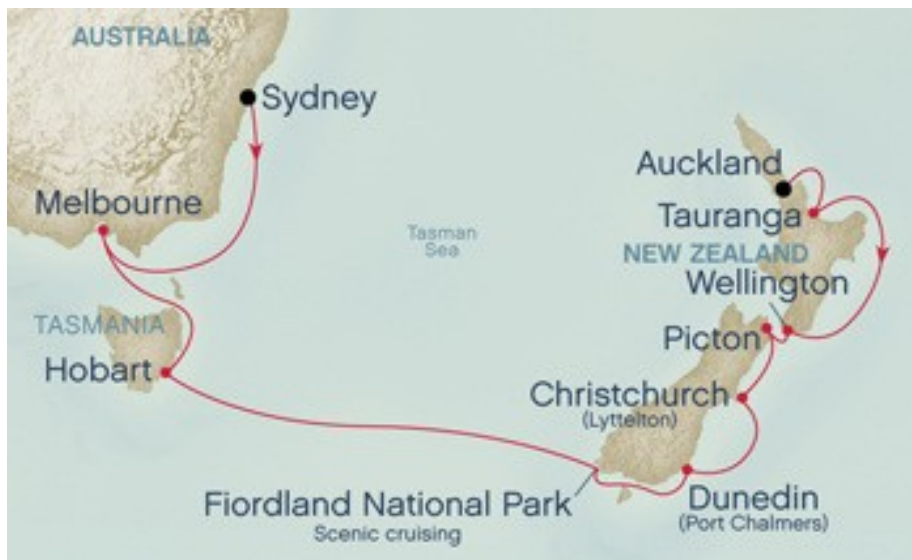 AUSTRALIA
Sydney
Melbourne
TASMANIA
Hobart
Tasman
Sea
Auckland
Tauranga
NEW ZEALAND
Wellington
Picton
Christchurch
(Lyttelton)
Fiordland National Park
Scenic cruising
Dunedin
(Port Chalmers)